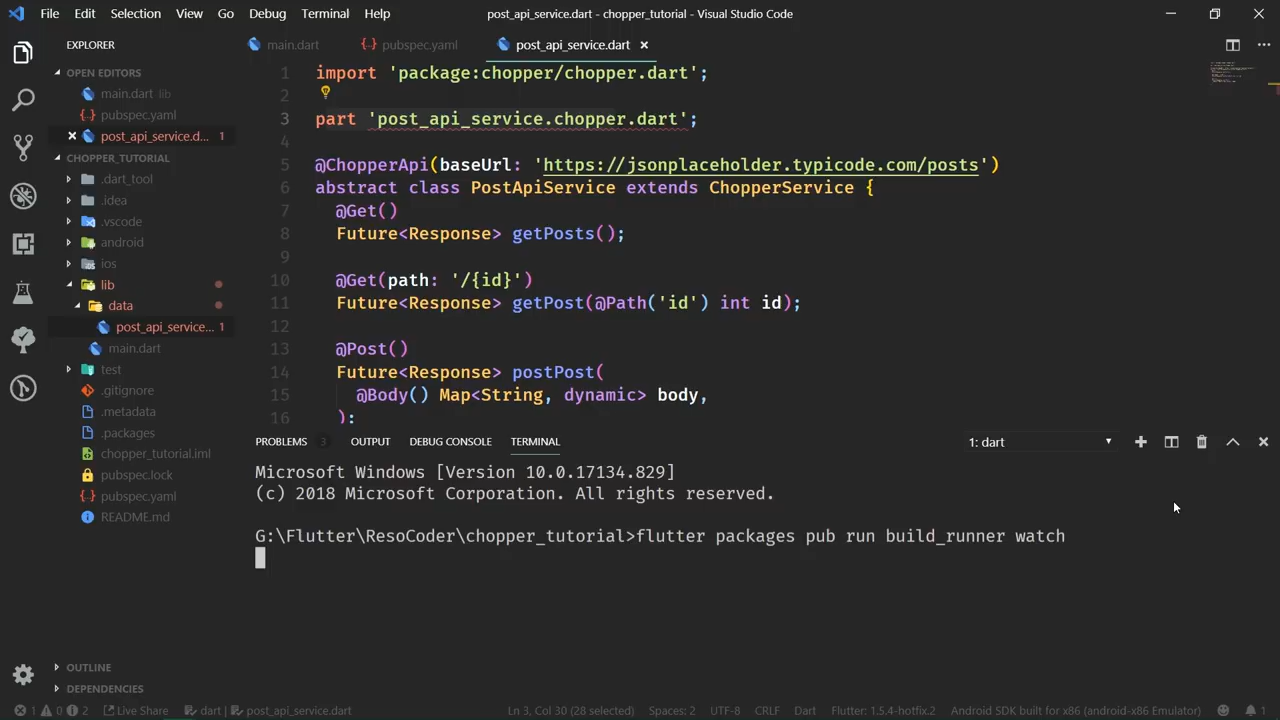 File Edit Selection View Go Debug Terminal Help
post_api_service.dart - chopper_tutorial - Visual Studio Code
EXPLORER
OPEN EDITORS
main.dart lib
pubspec.yaml
post_api_service.d... 1
CHOPPER_TUTORIAL
.dart_tool
.idea
.vscode
android
ios
lib
data
post_api_service... 1
main.dart
test
.gitignore
.metadata
.packages
chopper_tutorial.iml
pubspec.lock
pubspec.yaml
README.md
OUTLINE
DEPENDENCIES
main.dart pubspec.yaml post_api_service.dart
1 import 'package:chopper/chopper.dart';
2
3 part 'post_api_service.chopper.dart';
4
5 @ChopperApi(baseUrl: 'https://jsonplaceholder.typicode.com/posts')
6 abstract class PostApiService extends ChopperService {
7 @Get()
8 Future<Response> getPosts();
9
10 @Get(path: '/{id}')
11 Future<Response> getPost(@Path('id') int id);
12
13 @Post()
14 Future<Response> postPost(
15 @Body() Map<String, dynamic> body,
16 );
PROBLEMS 3 OUTPUT DEBUG CONSOLE TERMINAL 1: dart
Microsoft Windows [Version 10.0.17134.829]
(c) 2018 Microsoft Corporation. All rights reserved.
G:\Flutter\ResoCoder\chopper_tutorial>flutter packages pub run build_runner watch
1 0 2 Live Share dart | post_api_service.dart Ln 3, Col 30 (28 selected) Spaces: 2 UTF-8 CRLF Dart Flutter: 1.5.4-hotfix.2 Android SDK built for x86 (android-x86 Emulator) 1